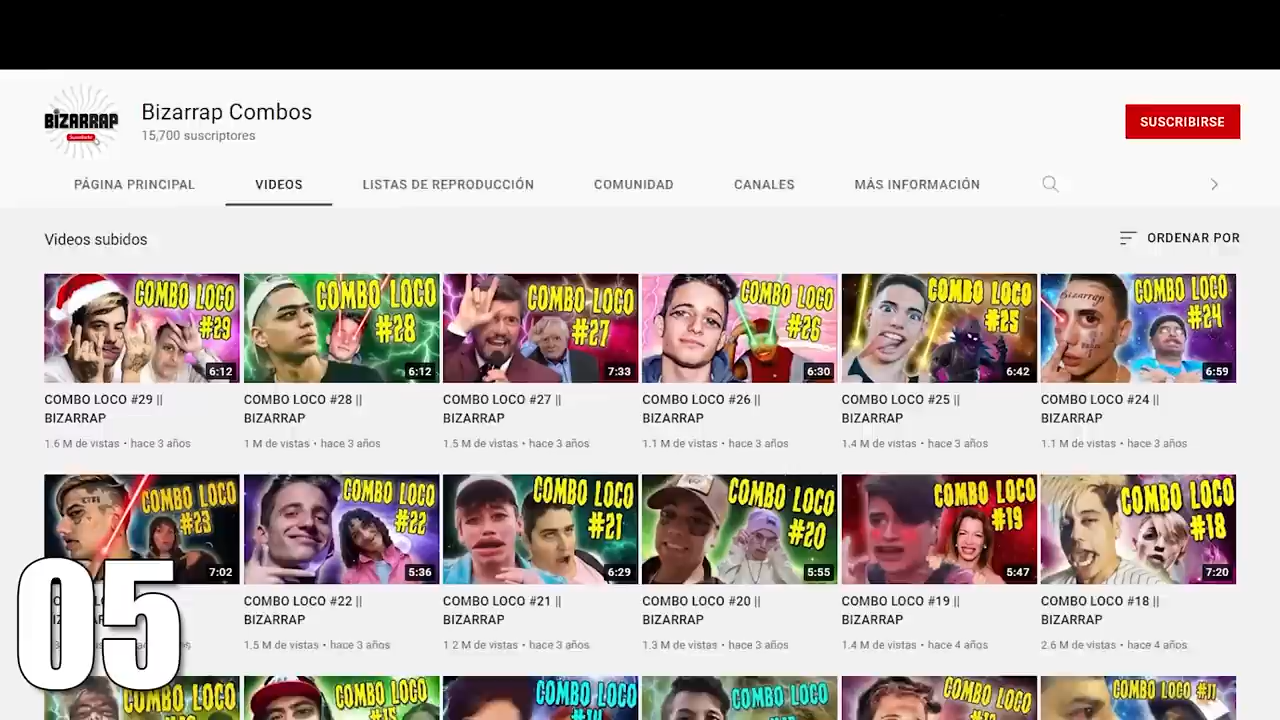 BIZARRAP
Bizarrap Combos
15,700 suscriptores
SUSCRIBIRSE
PÁGINA PRINCIPAL
VIDEOS
LISTAS DE REPRODUCCIÓN
COMUNIDAD
CANALES
MÁS INFORMACIÓN
Videos subidos
ORDENAR POR
COMBO LOCO
#29
6:12
COMBO LOCO
#28
6:12
COMBO LOCO
#27
7:33
COMBO LOCO
#26
6:30
COMBO LOCO
#25
6:42
Bizarrap
COMBO LOCO
#24
6:59
COMBO LOCO #29 ||
BIZARRAP
1.6 M de vistas • hace 3 años
COMBO LOCO #28 ||
BIZARRAP
1 M de vistas • hace 3 años
COMBO LOCO #27 ||
BIZARRAP
1.5 M de vistas • hace 3 años
COMBO LOCO #26 ||
BIZARRAP
1.1 M de vistas • hace 3 años
COMBO LOCO #25 ||
BIZARRAP
1.4 M de vistas • hace 3 años
COMBO LOCO #24 ||
BIZARRAP
1.1 M de vistas • hace 3 años
COMBO LOCO
#23
7:02
COMBO LOCO
#22
5:36
COMBO LOCO
#21
6:29
COMBO LOCO
#20
5:55
COMBO LOCO
#19
5:47
COMBO LOCO
#18
7:20
05
COMBO LOCO #22 ||
BIZARRAP
1.5 M de vistas • hace 3 años
COMBO LOCO #21 ||
BIZARRAP
1.2 M de vistas • hace 3 años
COMBO LOCO #20 ||
BIZARRAP
1.3 M de vistas • hace 3 años
COMBO LOCO #19 ||
BIZARRAP
1.4 M de vistas • hace 4 años
COMBO LOCO #18 ||
BIZARRAP
2.6 M de vistas • hace 4 años
COMBO LOCO
COMBO LOCO
COMBO LOCO
COMBO LOCO
COMBO LOCO
COMBO LOCO #11